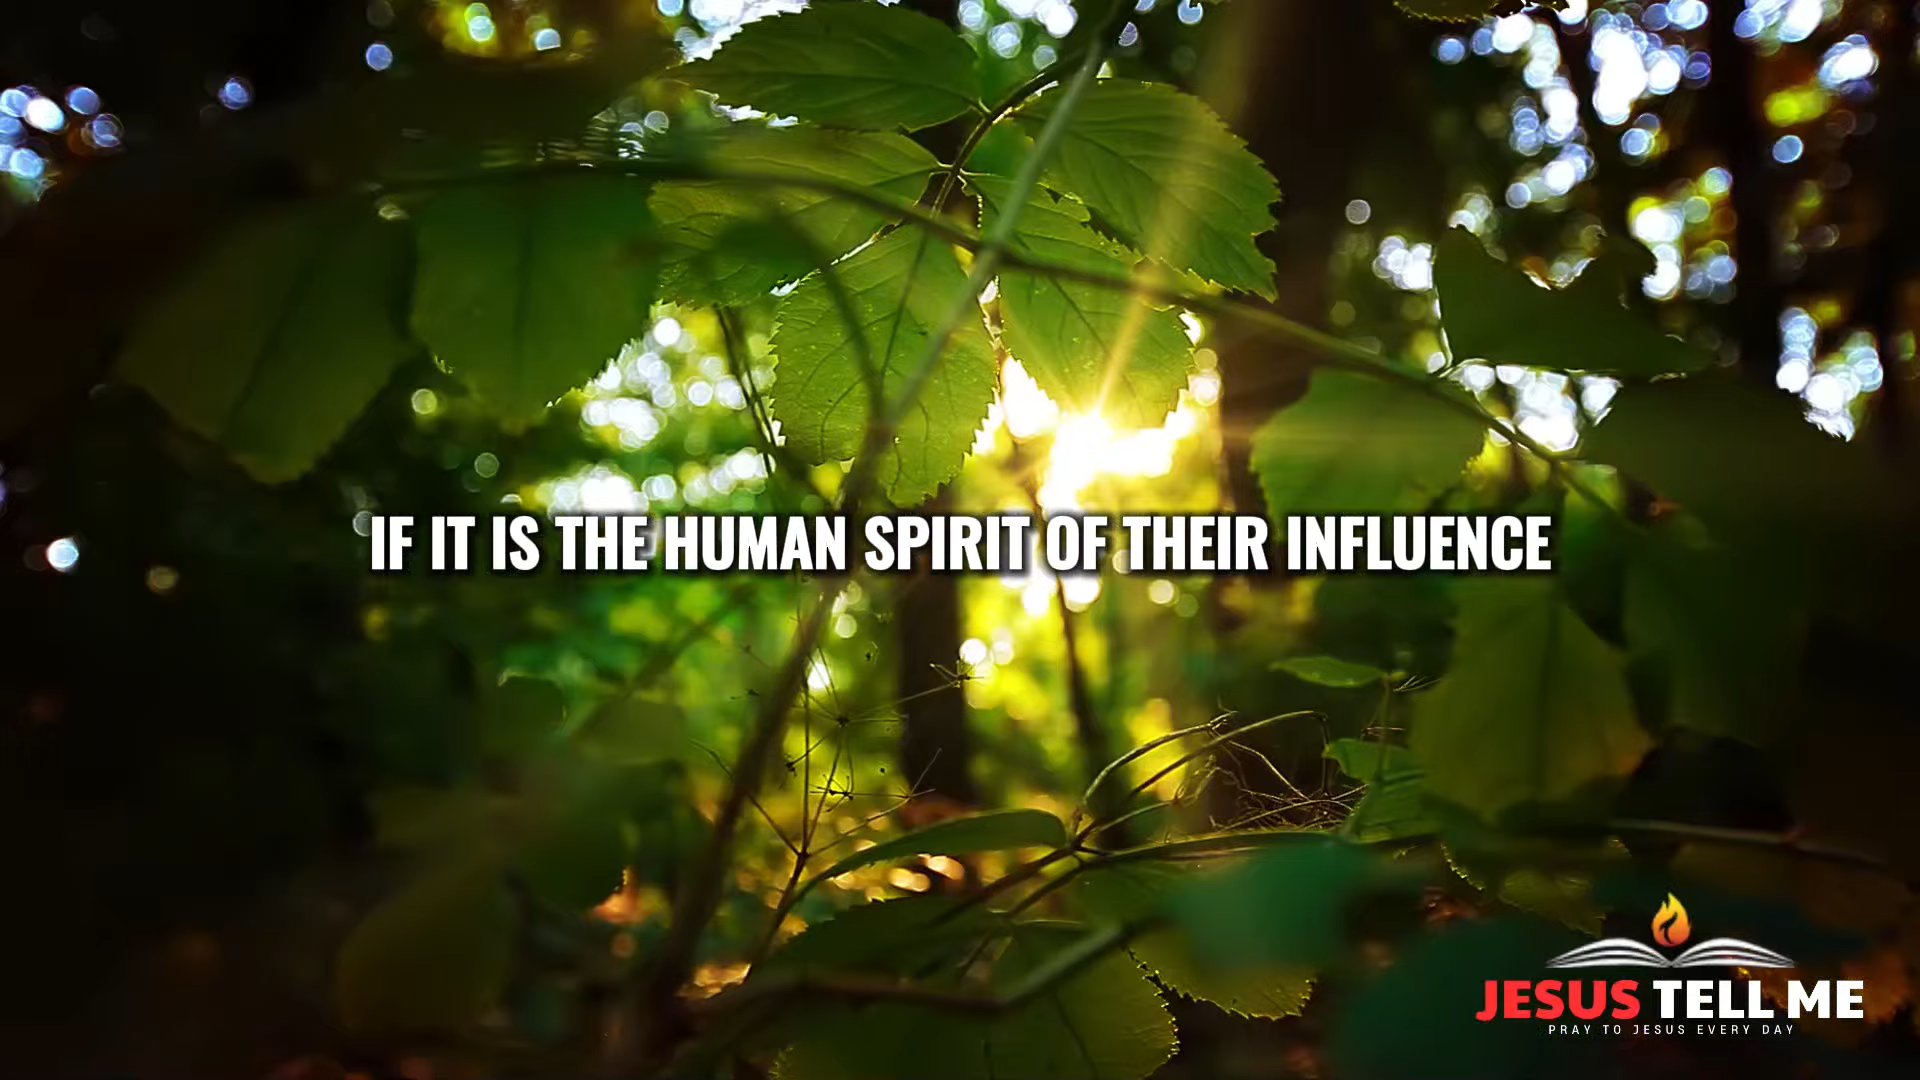 IF IT IS THE HUMAN SPIRIT OF THEIR INFLUENCE
JESUS TELL ME
PRAY TO JESUS EVERY DAY